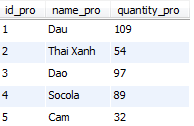 id_pro name_pro quantity_pro
1 Dau 109
2 Thai Xanh 54
3 Dao 97
4 Socola 89
5 Cam 32